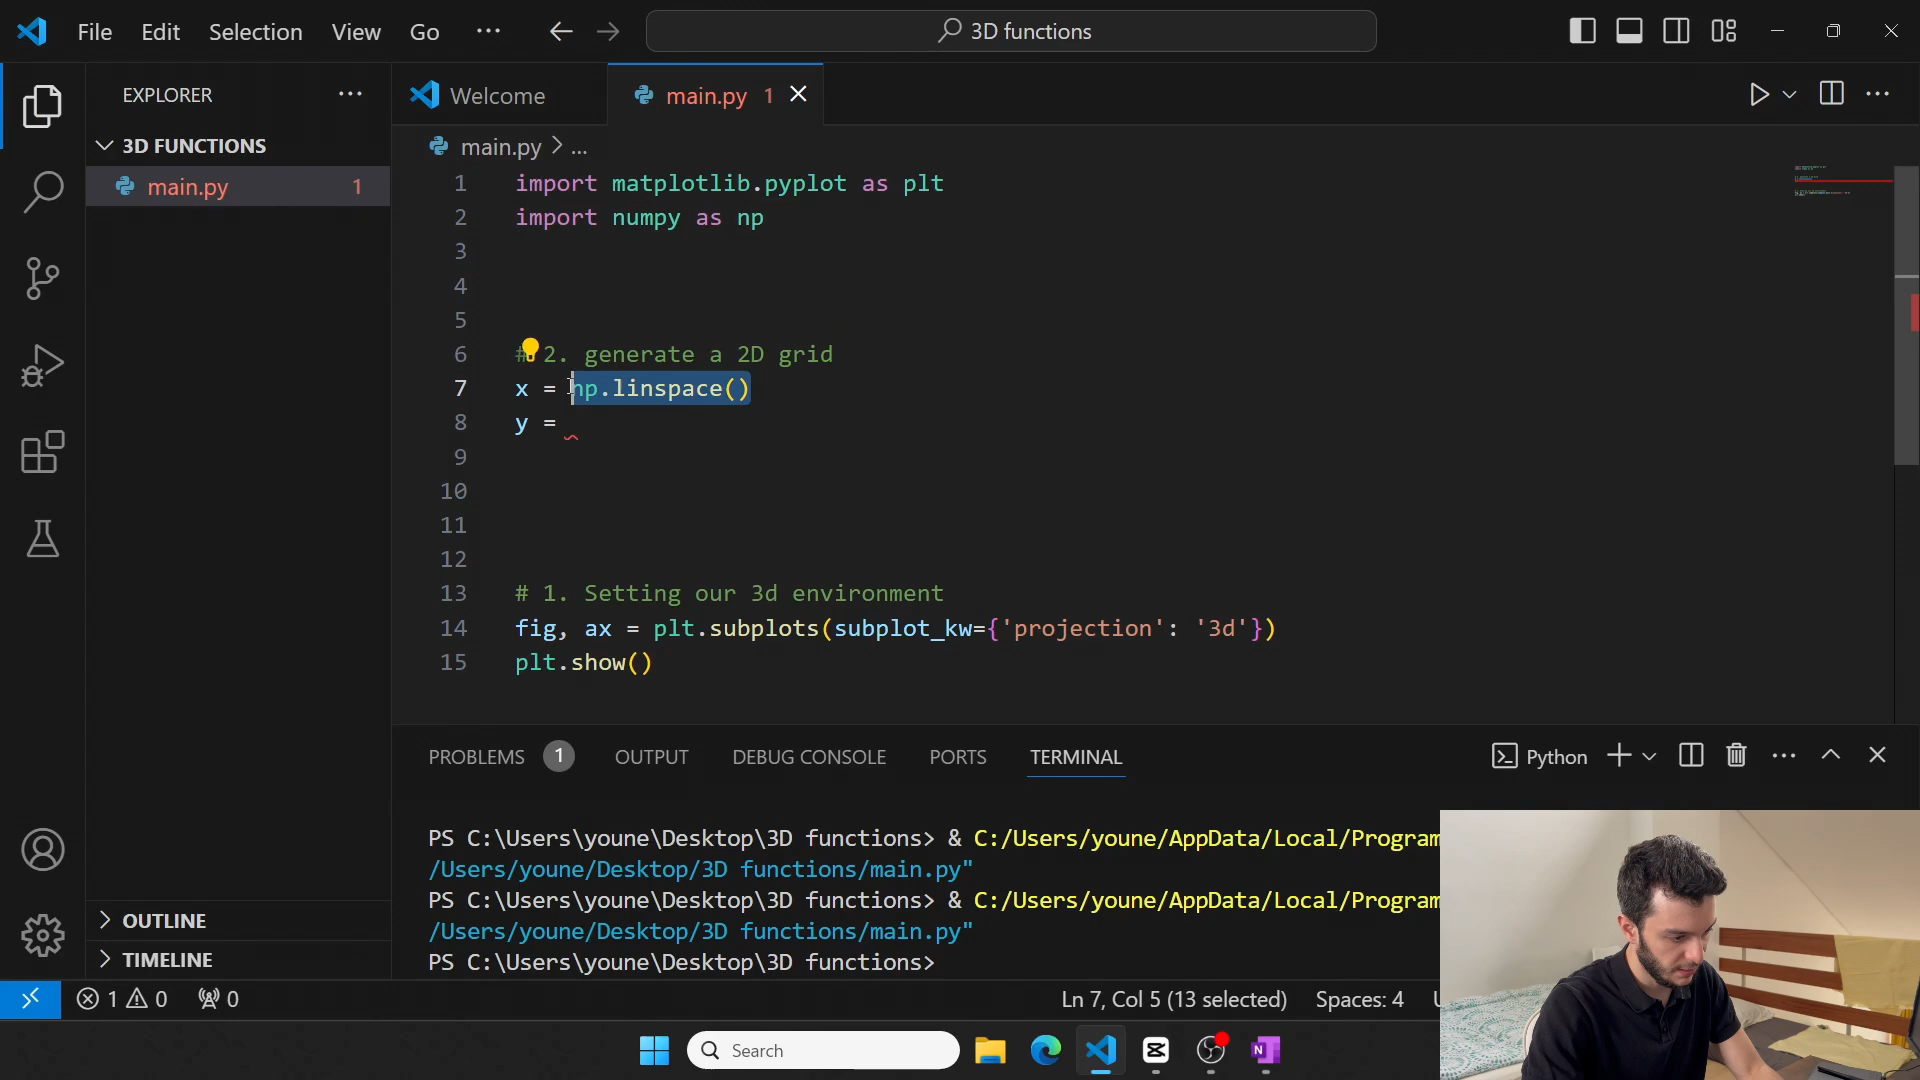 File Edit Selection View Go ··· 3D functions
EXPLORER ···
3D FUNCTIONS
main.py 1
OUTLINE
TIMELINE
Welcome
main.py 1
main.py > ...
1 import matplotlib.pyplot as plt
2 import numpy as np
3
4
5
6 # 2. generate a 2D grid
7 x = np.linspace()
8 y =
9
10
11
12
13 # 1. Setting our 3d environment
14 fig, ax = plt.subplots(subplot_kw={'projection': '3d'})
15 plt.show()
PROBLEMS 1 OUTPUT DEBUG CONSOLE PORTS TERMINAL Python
PS C:\Users\youne\Desktop\3D functions> & C:/Users/youne/AppData/Local/Program
/Users/youne/Desktop/3D functions/main.py"
PS C:\Users\youne\Desktop\3D functions> & C:/Users/youne/AppData/Local/Program
/Users/youne/Desktop/3D functions/main.py"
PS C:\Users\youne\Desktop\3D functions>
1 0 0 Ln 7, Col 5 (13 selected) Spaces: 4
Search